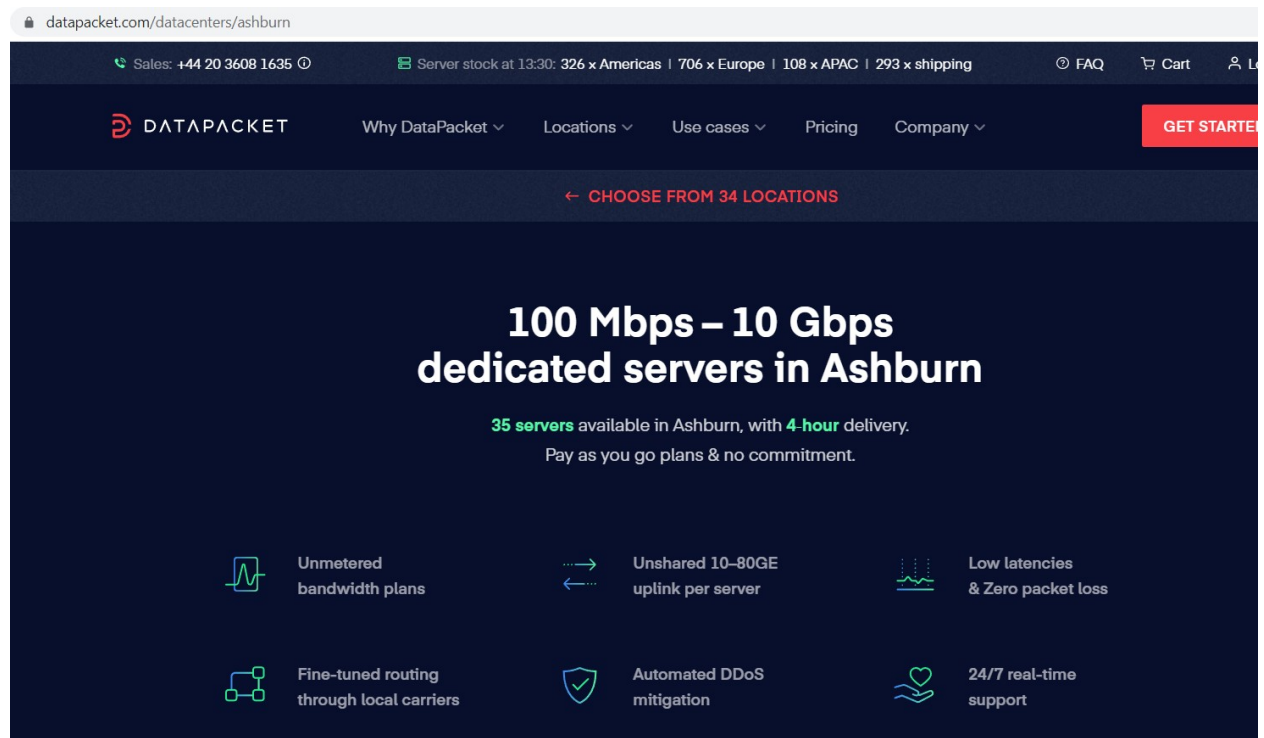 datapacket.com/datacenters/ashburn
Sales: +44 20 3608 1635
Server stock at 13:30: 326 x Americas | 706 x Europe | 108 x APAC | 293 x shipping
FAQ
Cart
DATAPACKET
Why DataPacket
Locations
Use cases
Pricing
Company
GET STARTE
← CHOOSE FROM 34 LOCATIONS
100 Mbps – 10 Gbps
dedicated servers in Ashburn
35 servers available in Ashburn, with 4-hour delivery.
Pay as you go plans & no commitment.
Unmetered
bandwidth plans
Unshared 10–80GE
uplink per server
Low latencies
& Zero packet loss
Fine-tuned routing
through local carriers
Automated DDoS
mitigation
24/7 real-time
support